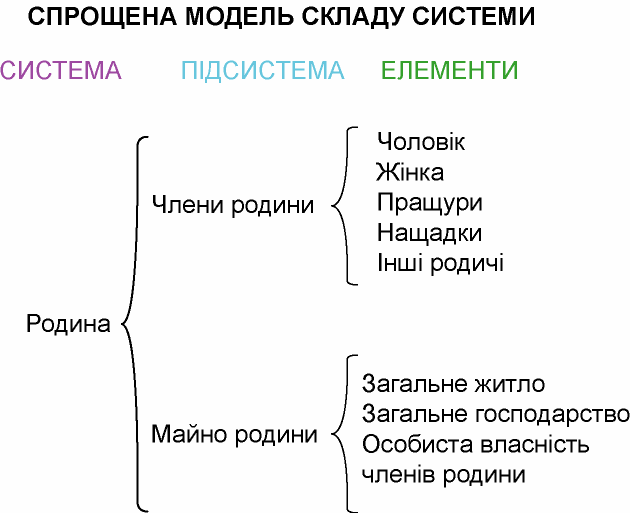 СПРОЩЕНА МОДЕЛЬ СКЛАДУ СИСТЕМИ
СИСТЕМА ПІДСИСТЕМА ЕЛЕМЕНТИ
Чоловік
Жінка
Члени родини
Пращури
Нащадки
Інші родичі
Родина
Загальне житло
Загальне господарство
Майно родини
Особиста власність
членів родини